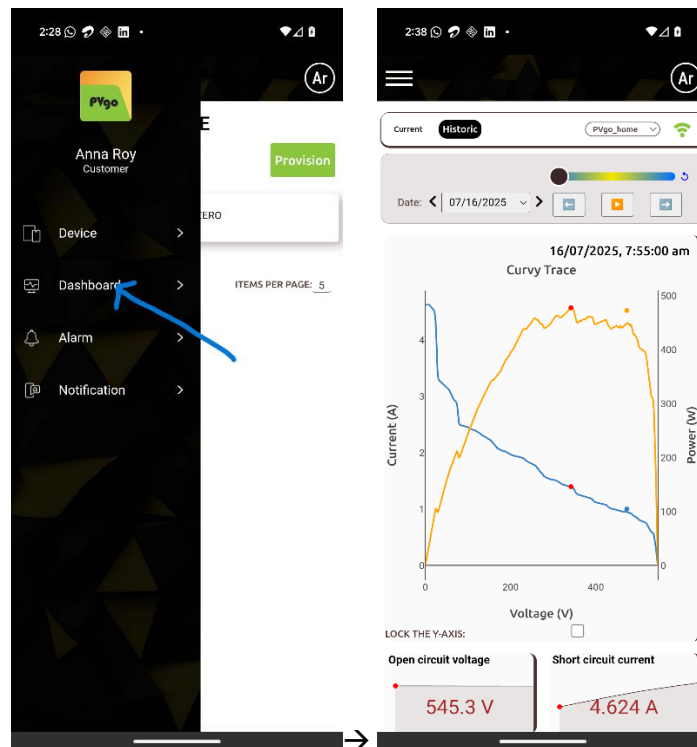 2:28
PVgo
Anna Roy
Customer
Device
Dashboard
Alarm
Notification
Ar
E
Provision
ZERO
ITEMS PER PAGE: 5
→
2:38
Ar
Current Historic PVgo_home
Date: 07/16/2025
16/07/2025, 7:55:00 am
Curvy Trace
Current (A)
4
3
2
1
0
500
400
300
200
100
0
Power (W)
0 200 400
Voltage (V)
LOCK THE Y-AXIS:
Open circuit voltage
545.3 V
Short circuit current
4.624 A